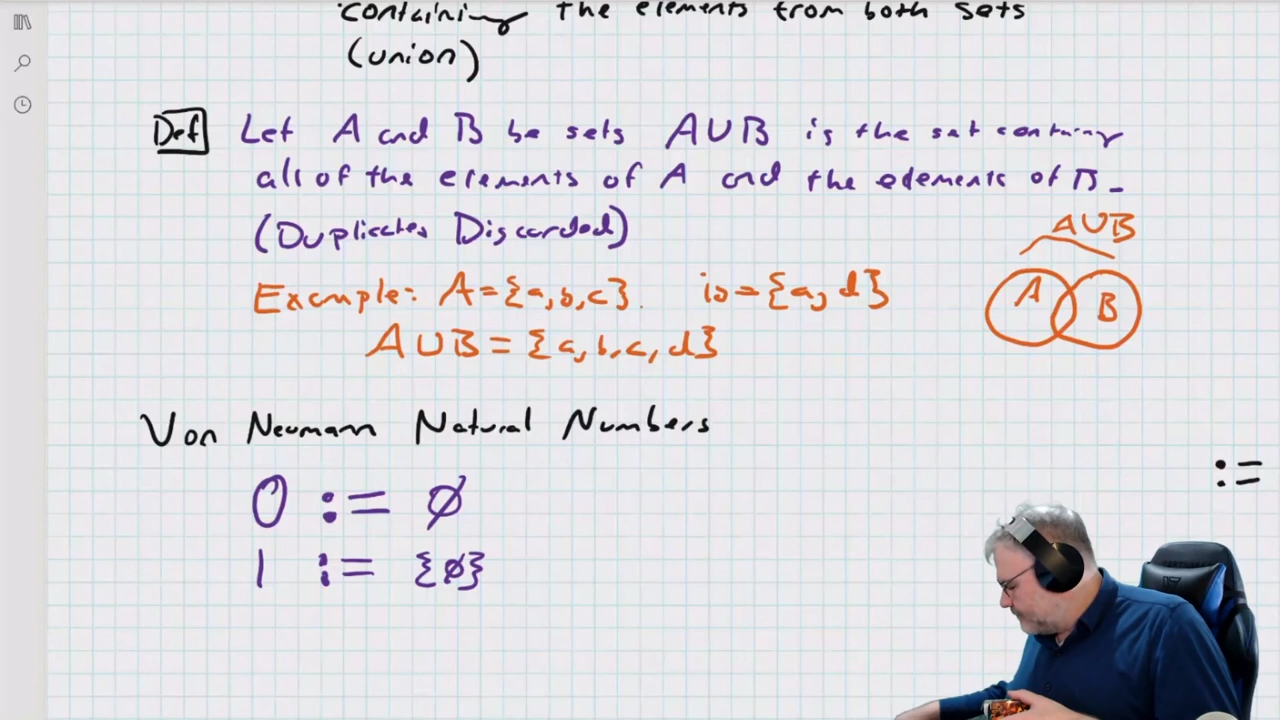 containing the elements from both sets
(union)
Def Let A and B be sets A∪B is the set containing
all of the elements of A and the elements of B.
(Duplicates Discarded)
A∪B
Example: A={a,b,c}. B={a,d}
A B
A∪B={a,b,c,d}
Von Neumann Natural Numbers
:=
0 := ∅
1 := {∅}